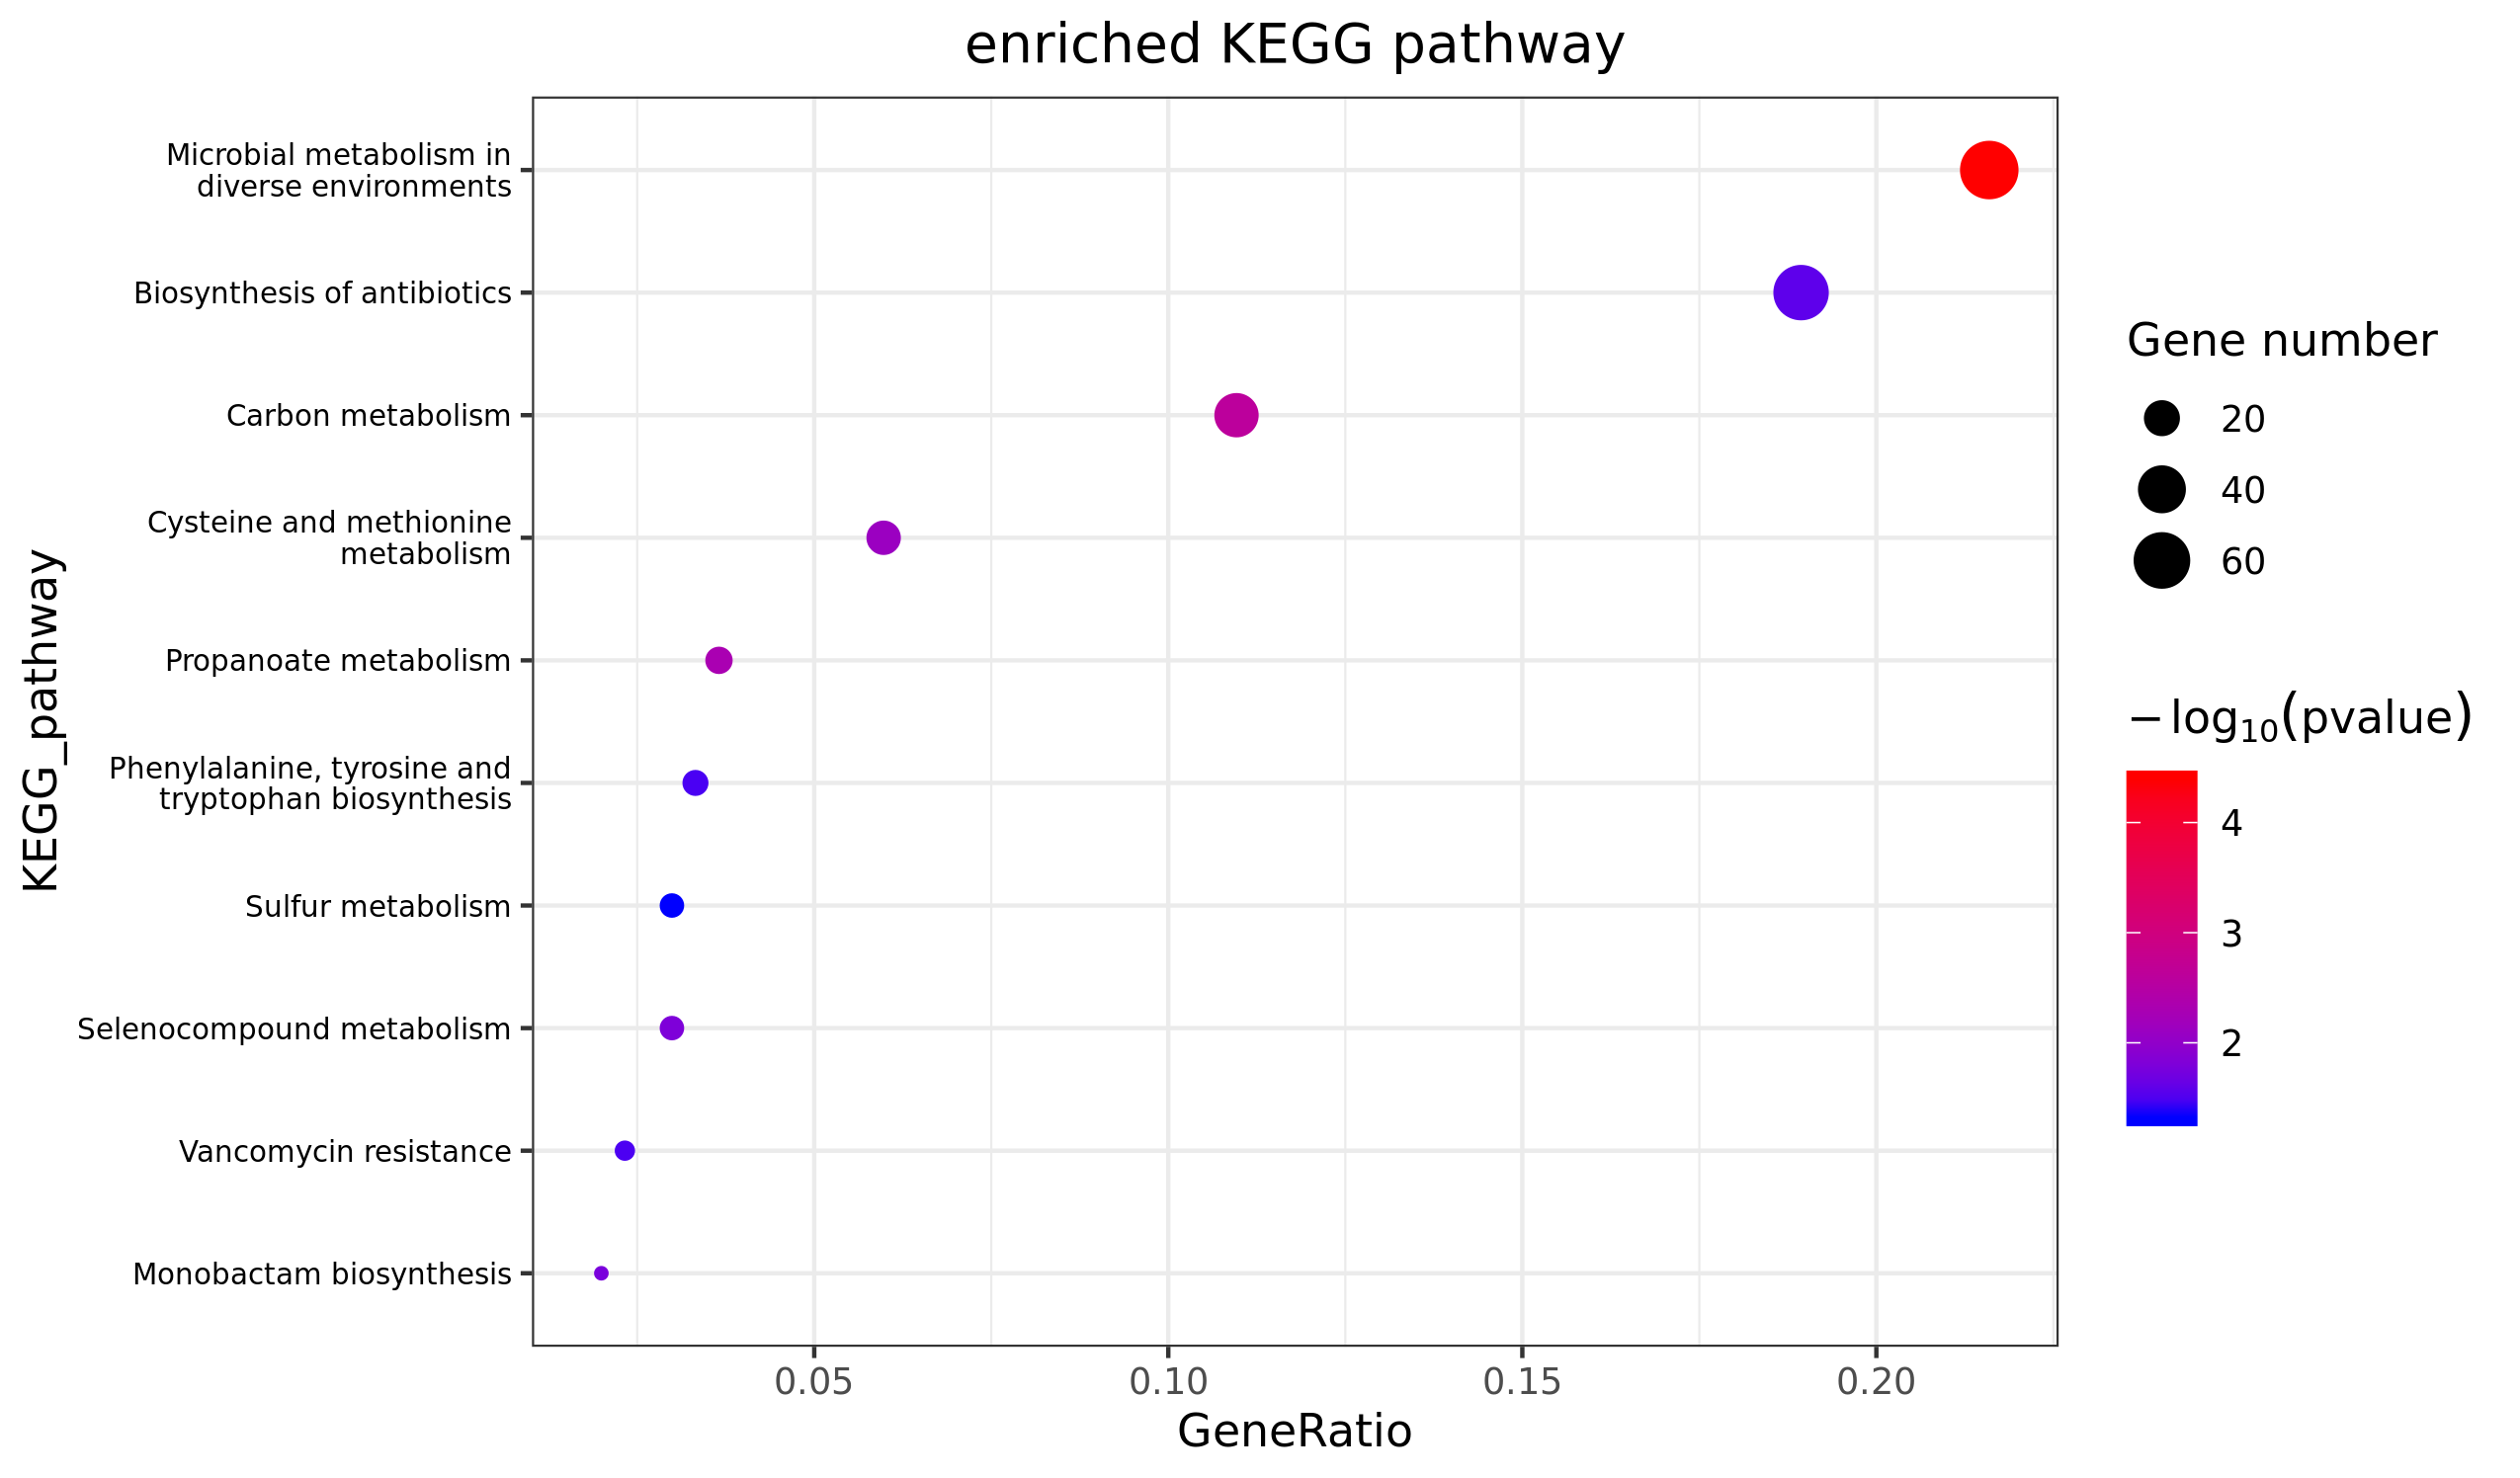 enriched KEGG pathway
KEGG_pathway
Microbial metabolism in
diverse environments
Biosynthesis of antibiotics
Carbon metabolism
Cysteine and methionine
metabolism
Propanoate metabolism
Phenylalanine, tyrosine and
tryptophan biosynthesis
Sulfur metabolism
Selenocompound metabolism
Vancomycin resistance
Monobactam biosynthesis
0.05 0.10 0.15 0.20
GeneRatio
Gene number
20
40
60
−log₁₀(pvalue)
4
3
2